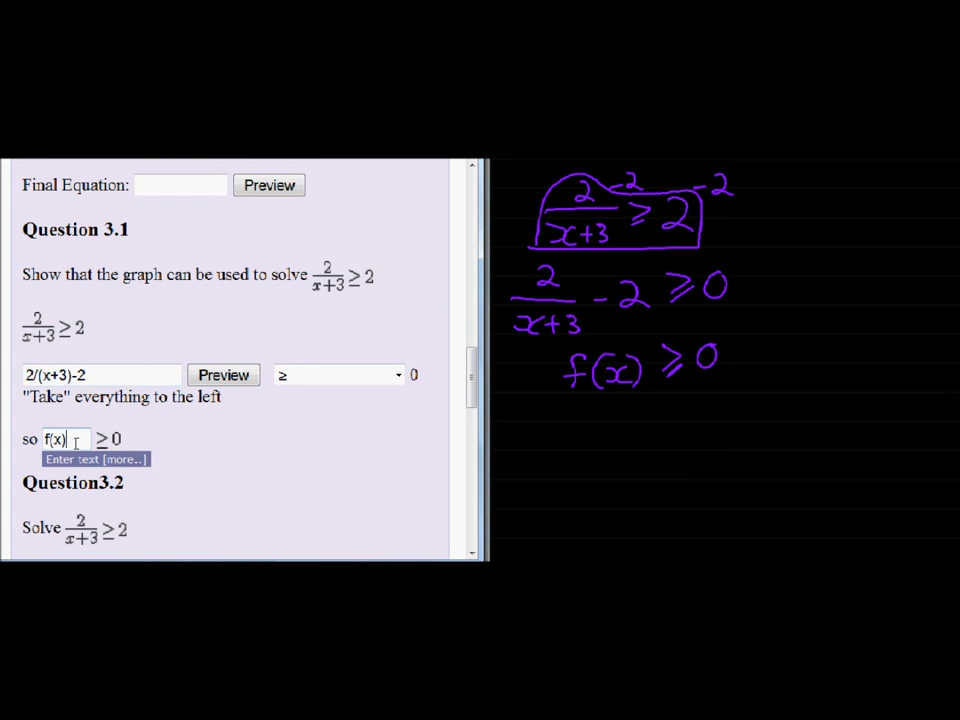 Final Equation: Preview
Question 3.1
Show that the graph can be used to solve 2/(x+3) ≥ 2
2/(x+3) ≥ 2
2/(x+3)-2 Preview ≥ 0
"Take" everything to the left
so f(x) ≥ 0
Enter text [more..]
Question3.2
Solve 2/(x+3) ≥ 2
2/(x+3) -2 ≥ 2 -2
2/(x+3) - 2 ≥ 0
f(x) ≥ 0